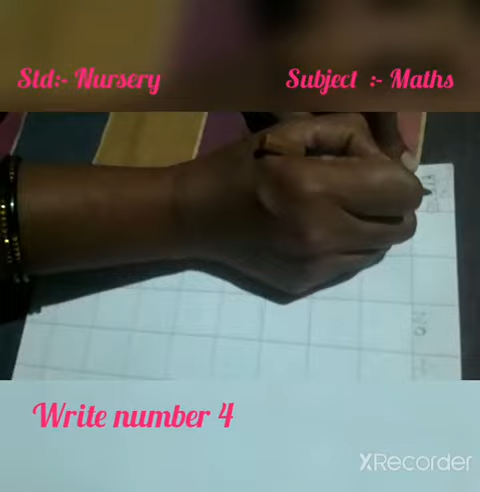 Std:- Nursery
Subject :- Maths
Write number 4
XRecorder